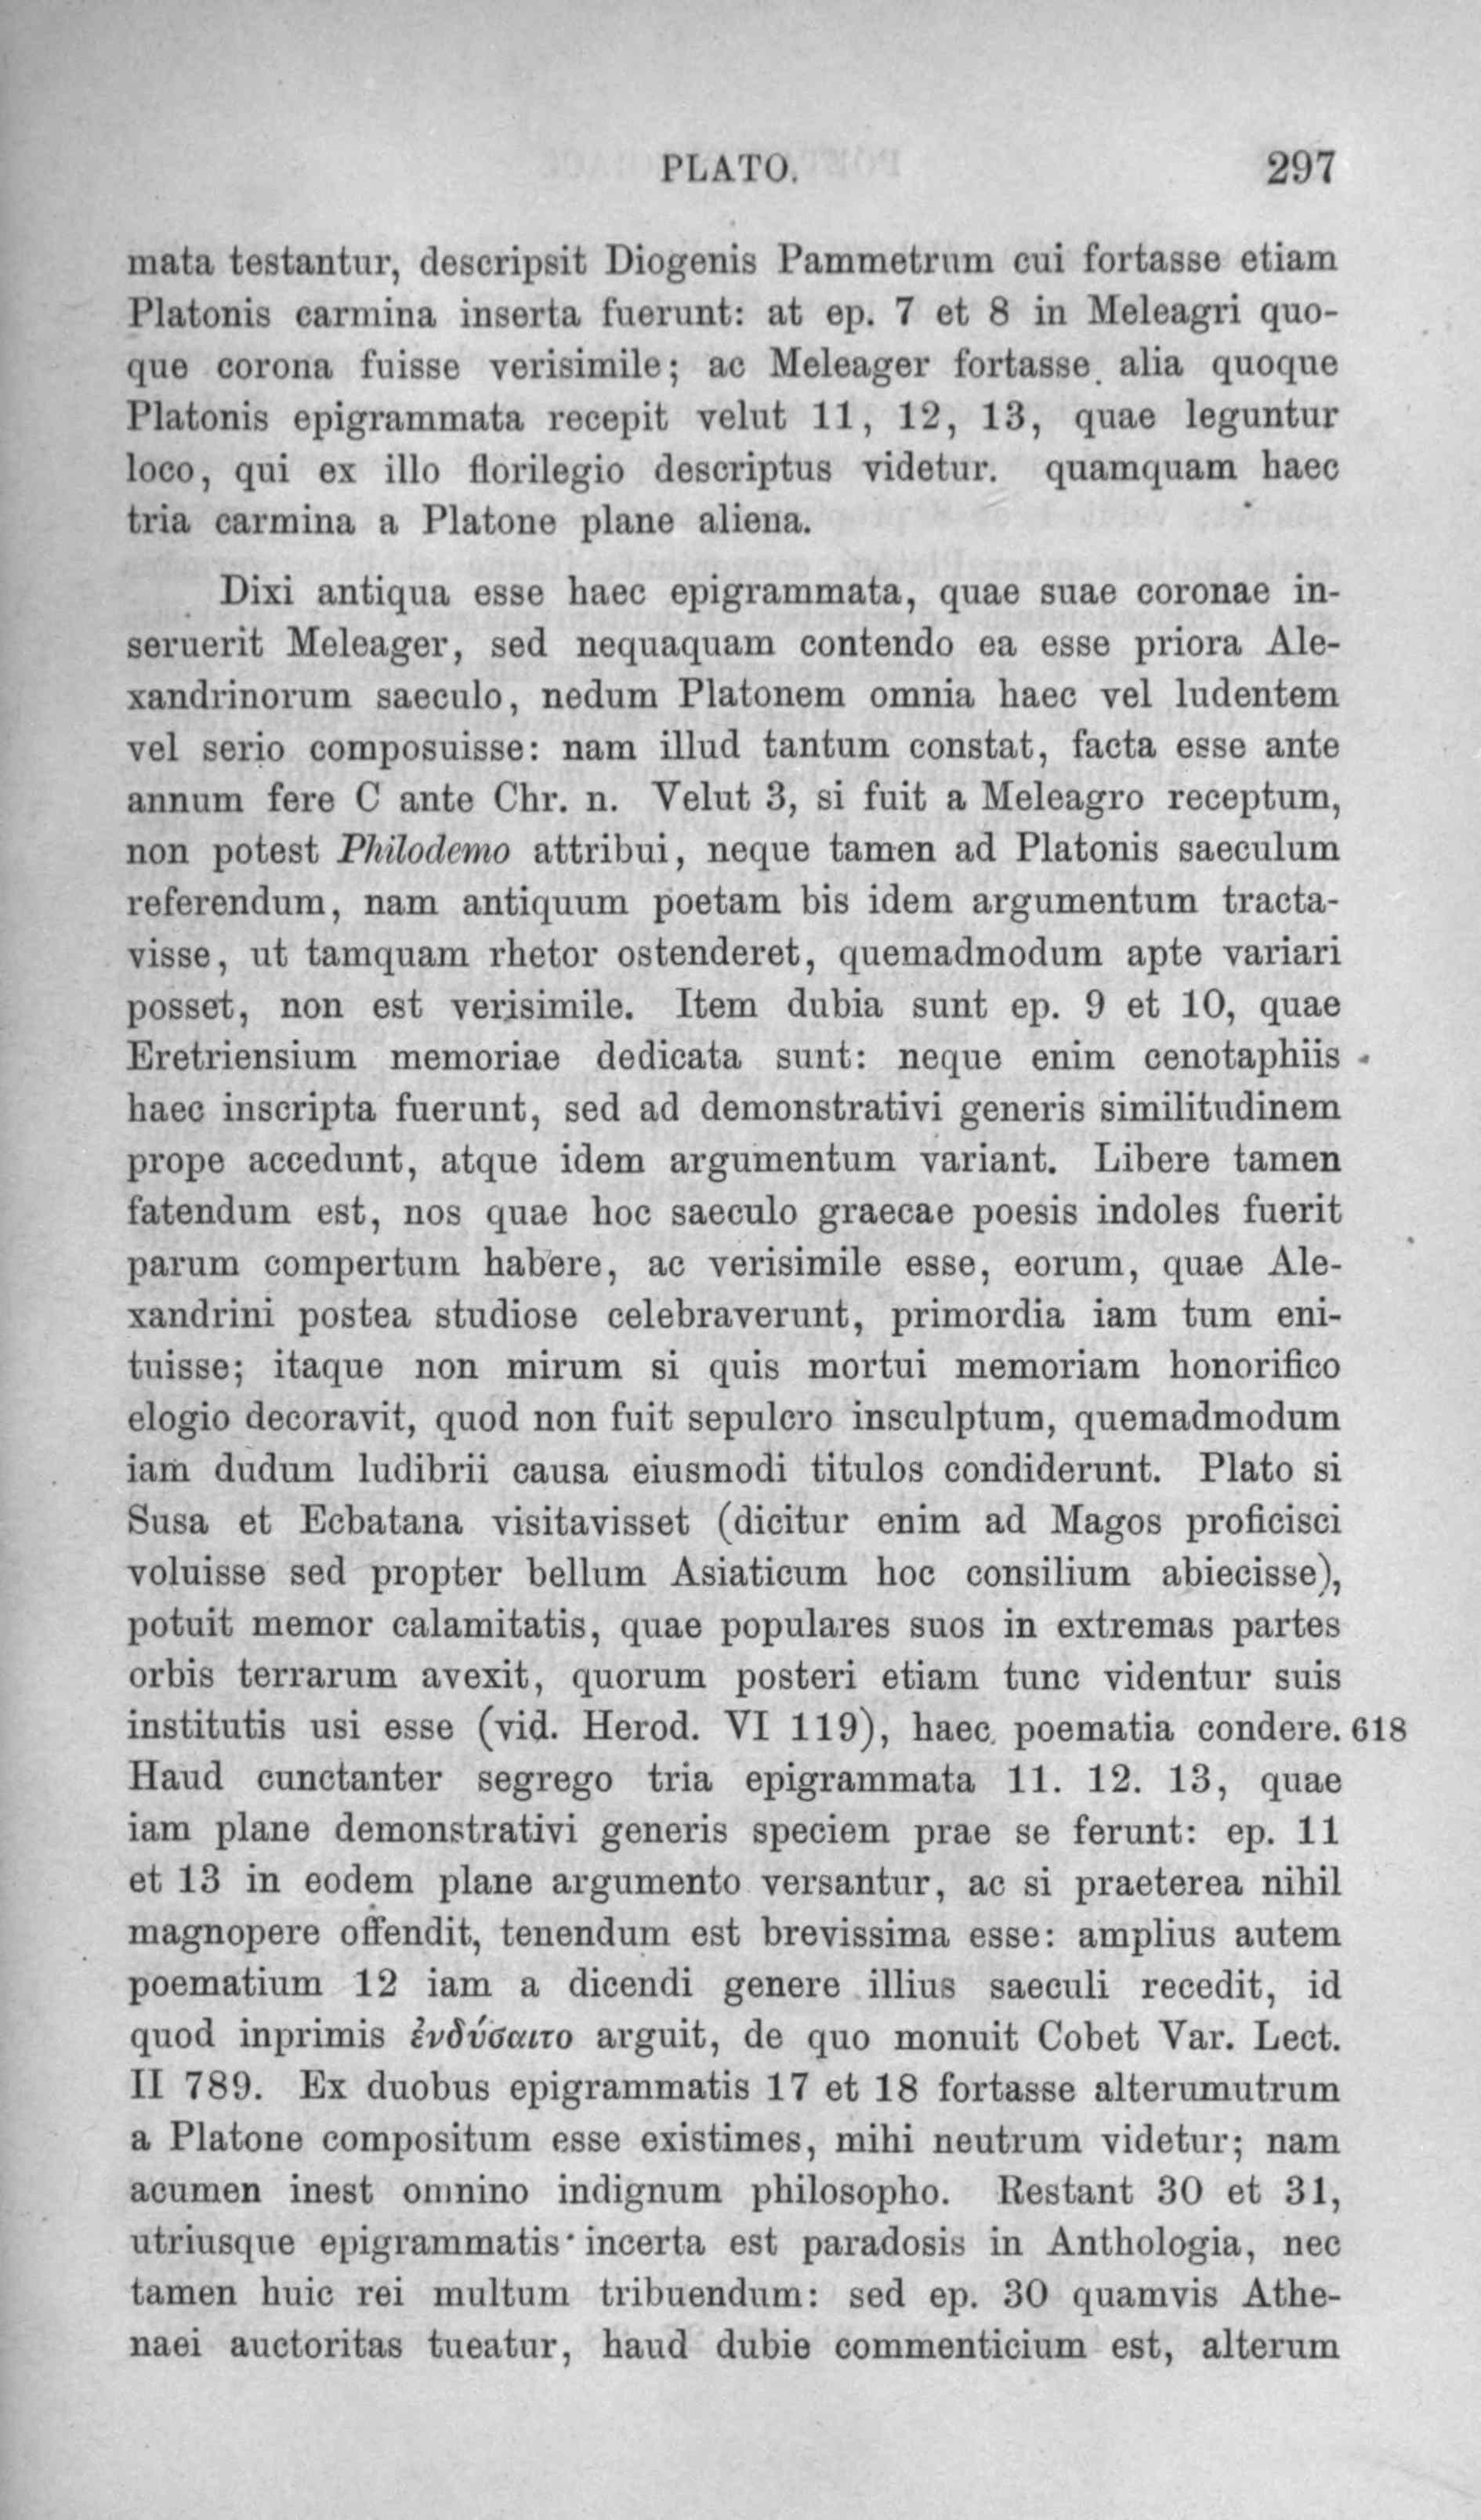 PLATO. 297
mata testantur, descripsit Diogenis Pammetrum cui fortasse etiam
Platonis carmina inserta fuerunt: at ep. 7 et 8 in Meleagri quo-
que corona fuisse verisimile; ac Meleager fortasse alia quoque
Platonis epigrammata recepit velut 11, 12, 13, quae leguntur
loco, qui ex illo florilegio descriptus videtur. quamquam haec
tria carmina a Platone plane aliena.
Dixi antiqua esse haec epigrammata, quae suae coronae in-
seruerit Meleager, sed nequaquam contendo ea esse priora Ale-
xandrinorum saeculo, nedum Platonem omnia haec vel ludentem
vel serio composuisse: nam illud tantum constat, facta esse ante
annum fere C ante Chr. n. Velut 3, si fuit a Meleagro receptum,
non potest Philodemo attribui, neque tamen ad Platonis saeculum
referendum, nam antiquum poetam bis idem argumentum tracta-
visse, ut tamquam rhetor ostenderet, quemadmodum apte variari
posset, non est verisimile. Item dubia sunt ep. 9 et 10, quae
Eretriensium memoriae dedicata sunt: neque enim cenotaphiis
haec inscripta fuerunt, sed ad demonstrativi generis similitudinem
prope accedunt, atque idem argumentum variant. Libere tamen
fatendum est, nos quae hoc saeculo graecae poesis indoles fuerit
parum compertum habere, ac verisimile esse, eorum, quae Ale-
xandrini postea studiose celebraverunt, primordia iam tum eni-
tuisse; itaque non mirum si quis mortui memoriam honorifico
elogio decoravit, quod non fuit sepulcro insculptum, quemadmodum
iam dudum ludibrii causa eiusmodi titulos condiderunt. Plato si
Susa et Ecbatana visitavisset (dicitur enim ad Magos proficisci
voluisse sed propter bellum Asiaticum hoc consilium abiecisse),
potuit memor calamitatis, quae populares suos in extremas partes
orbis terrarum avexit, quorum posteri etiam tunc videntur suis
institutis usi esse (vid. Herod. VI 119), haec poematia condere. 618
Haud cunctanter segrego tria epigrammata 11. 12. 13, quae
iam plane demonstrativi generis speciem prae se ferunt: ep. 11
et 13 in eodem plane argumento versantur, ac si praeterea nihil
magnopere offendit, tenendum est brevissima esse: amplius autem
poematium 12 iam a dicendi genere illius saeculi recedit, id
quod inprimis ἐνδύσαιτο arguit, de quo monuit Cobet Var. Lect.
II 789. Ex duobus epigrammatis 17 et 18 fortasse alterumutrum
a Platone compositum esse existimes, mihi neutrum videtur; nam
acumen inest omnino indignum philosopho. Restant 30 et 31,
utriusque epigrammatis incerta est paradosis in Anthologia, nec
tamen huic rei multum tribuendum: sed ep. 30 quamvis Athe-
naei auctoritas tueatur, haud dubie commenticium est, alterum